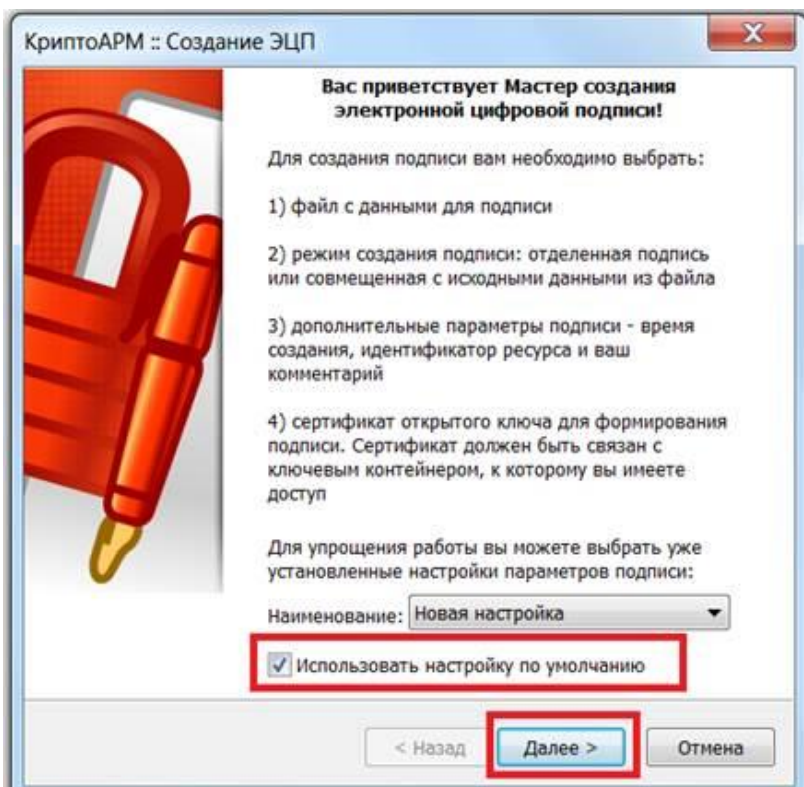 КриптоАРМ :: Создание ЭЦП
Вас приветствует Мастер создания
электронной цифровой подписи!
Для создания подписи вам необходимо выбрать:
1) файл с данными для подписи
2) режим создания подписи: отделенная подпись
или совмещенная с исходными данными из файла
3) дополнительные параметры подписи - время
создания, идентификатор ресурса и ваш
комментарий
4) сертификат открытого ключа для формирования
подписи. Сертификат должен быть связан с
ключевым контейнером, к которому вы имеете
доступ
Для упрощения работы вы можете выбрать уже
установленные настройки параметров подписи:
Наименование: Новая настройка
Использовать настройку по умолчанию
< Назад Далее > Отмена